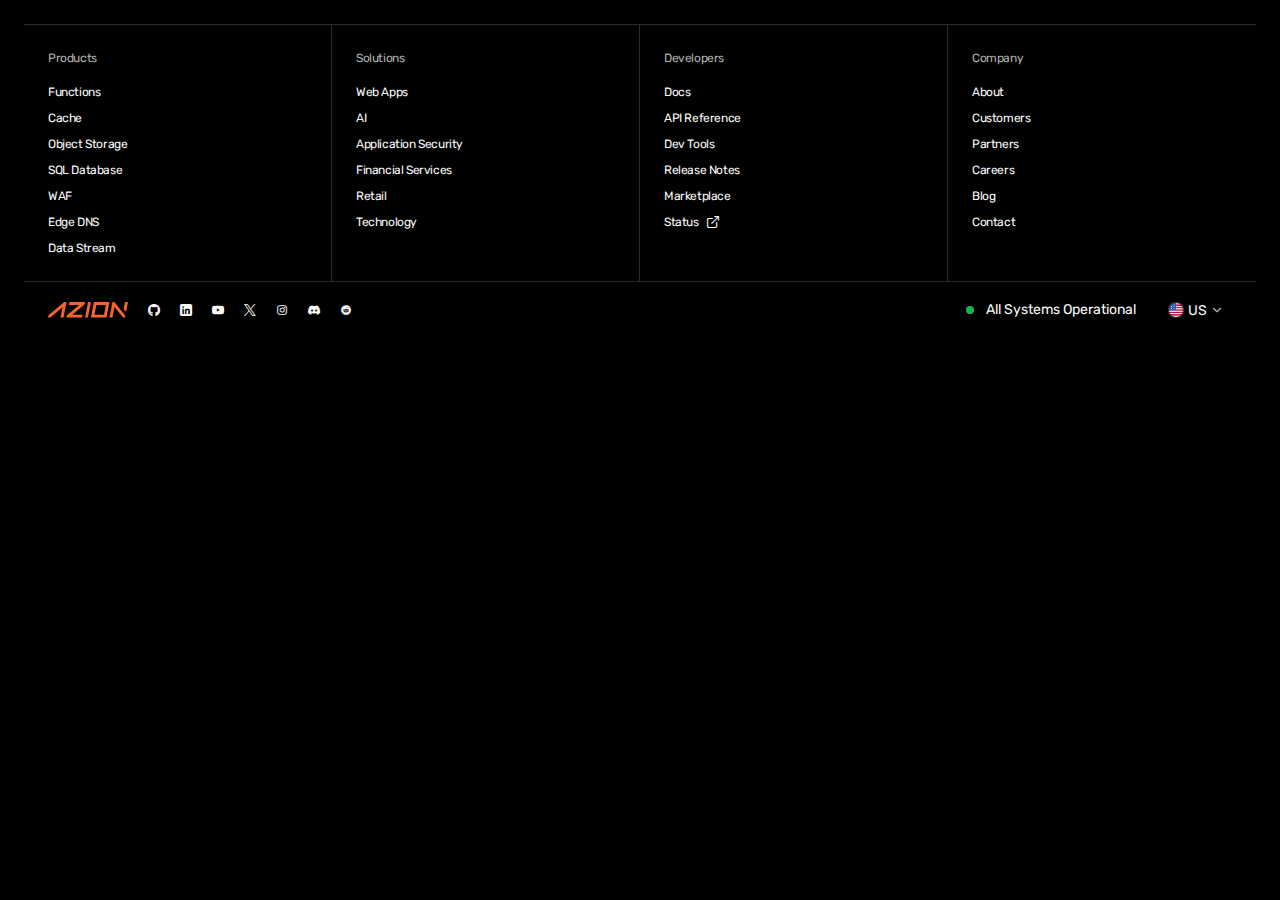 Products
Functions
Cache
Object Storage
SQL Database
WAF
Edge DNS
Data Stream
Solutions
Web Apps
AI
Application Security
Financial Services
Retail
Technology
Developers
Docs
API Reference
Dev Tools
Release Notes
Marketplace
Status
Company
About
Customers
Partners
Careers
Blog
Contact
AZION
All Systems Operational
US